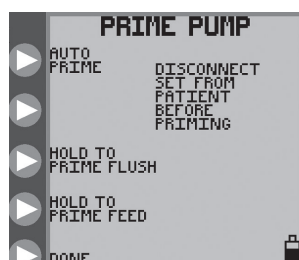 PRIME PUMP
AUTO
PRIME
DISCONNECT
SET FROM
PATIENT
BEFORE
PRIMING
HOLD TO
PRIME FLUSH
HOLD TO
PRIME FEED
DONE